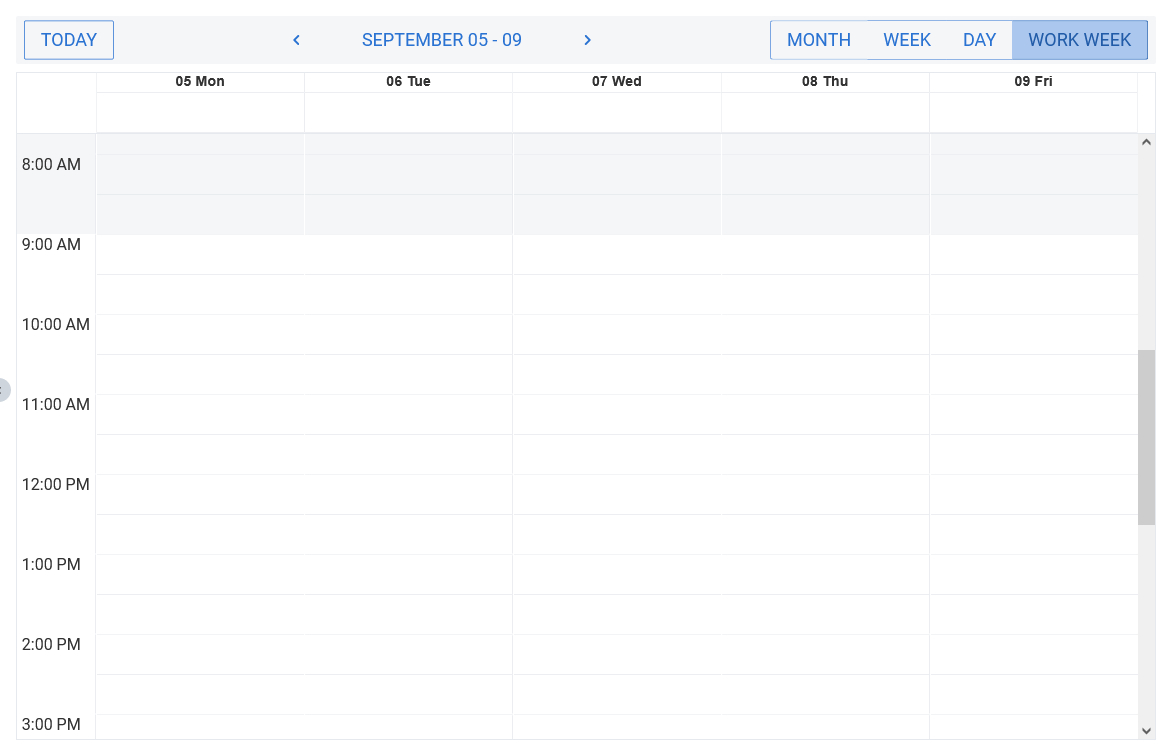 TODAY SEPTEMBER 05 - 09 MONTH WEEK DAY WORK WEEK
05 Mon 06 Tue 07 Wed 08 Thu 09 Fri
8:00 AM
9:00 AM
10:00 AM
11:00 AM
12:00 PM
1:00 PM
2:00 PM
3:00 PM